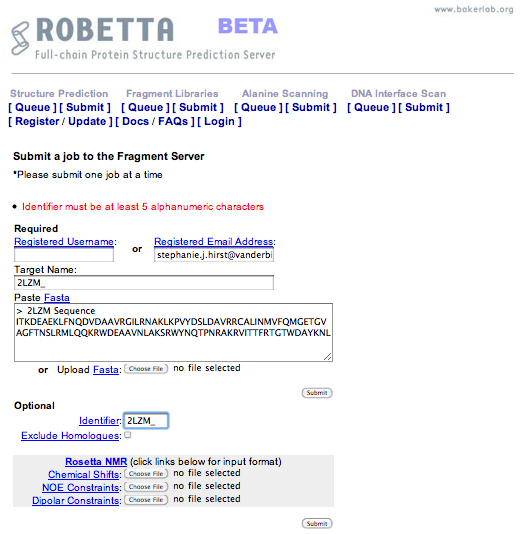 www.bakerlab.org
ROBETTA BETA
Full-chain Protein Structure Prediction Server
Structure Prediction Fragment Libraries Alanine Scanning DNA Interface Scan
[ Queue ] [ Submit ] [ Queue ] [ Submit ] [ Queue ] [ Submit ] [ Queue ] [ Submit ]
[ Register / Update ] [ Docs / FAQs ] [ Login ]
Submit a job to the Fragment Server
*Please submit one job at a time
• Identifier must be at least 5 alphanumeric characters
Required
Registered Username: or Registered Email Address:
stephanie.j.hirst@vanderbi
Target Name:
2LZM_
Paste Fasta
> 2LZM Sequence
ITKDEAEKLFNQDVDAAVRGILRNAKLKPVYDSLDAVRRCALINMVFQMGETGV
AGFTNSLRMLQQKRWDEAAVNLAKSRWYNQTPNRAKRVITTFRTGTWDAYKNL
or Upload Fasta: Choose File no file selected
Submit
Optional
Identifier: 2LZM_
Exclude Homologues:
Rosetta NMR (click links below for input format)
Chemical Shifts: Choose File no file selected
NOE Constraints: Choose File no file selected
Dipolar Constraints: Choose File no file selected
Submit